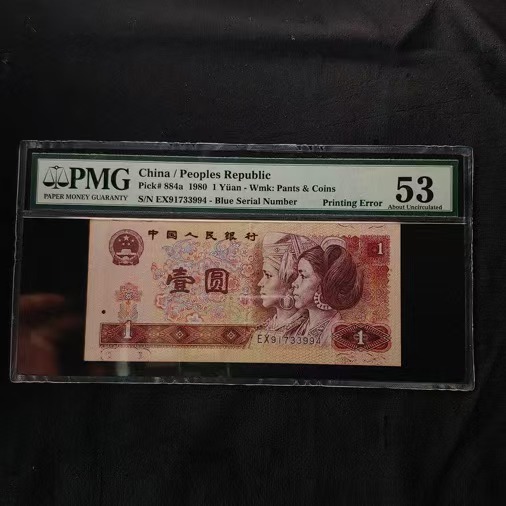 PMG
PAPER MONEY GUARANTY
China / Peoples Republic
Pick# 884a 1980 1 Yüan - Wmk: Pants & Coins
S/N EX91733994 - Blue Serial Number Printing Error
53
About Uncirculated
中国人民银行
1
壹圆
1
EX91733994
1